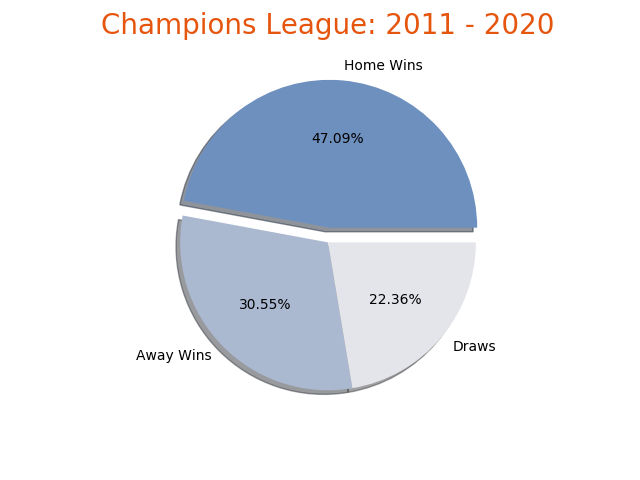 Champions League: 2011 - 2020
Home Wins
47.09%
30.55%
22.36%
Away Wins
Draws